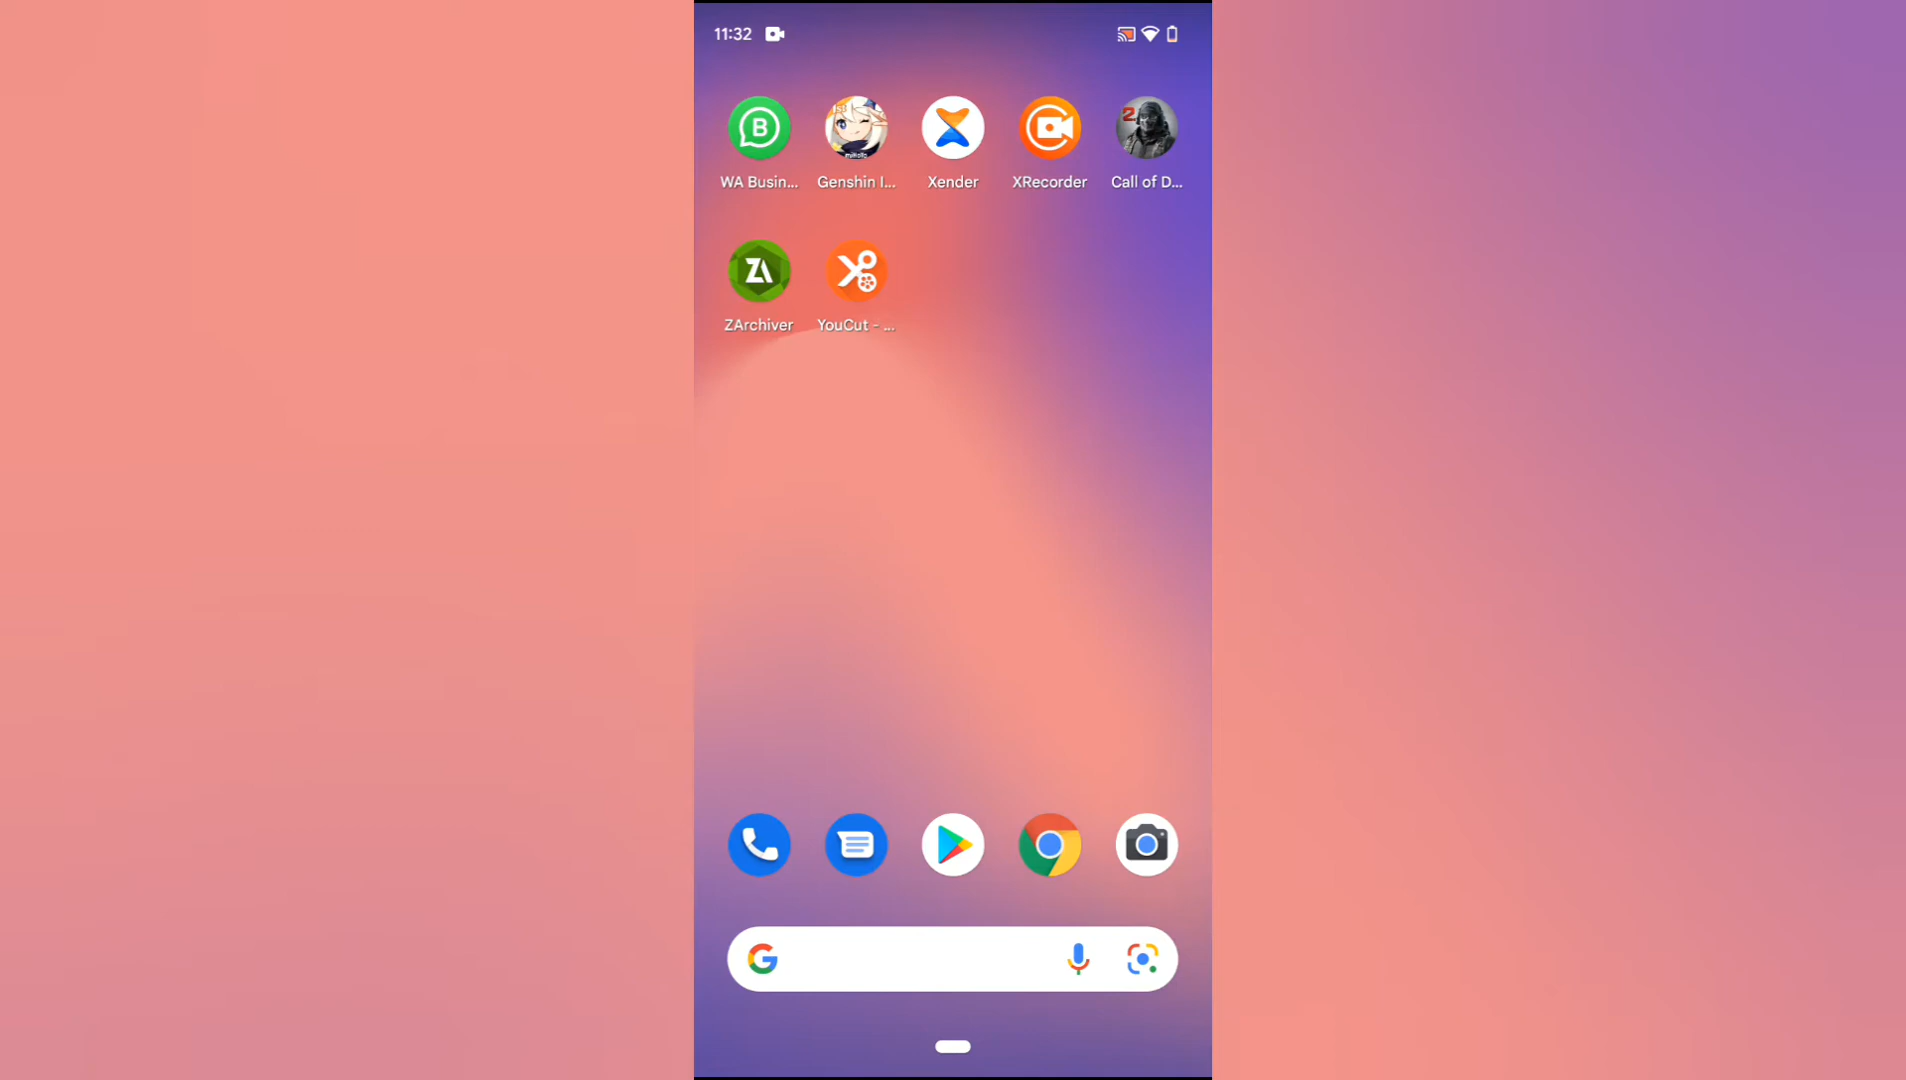 11:32
WA Busin... Genshin I... Xender XRecorder Call of D...
ZArchiver YouCut - ...